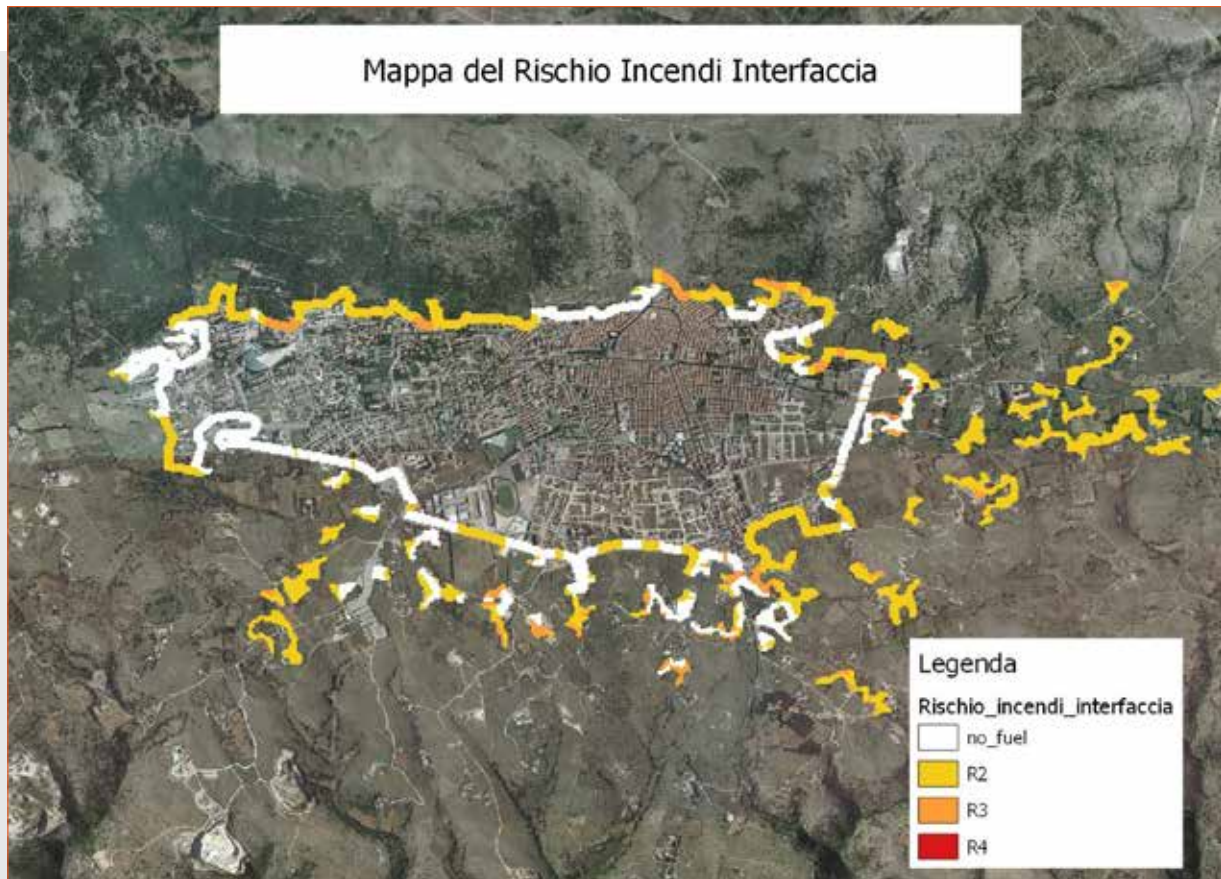 Mappa del Rischio Incendi Interfaccia
Legenda
Rischio_incendi_interfaccia
no_fuel
R2
R3
R4